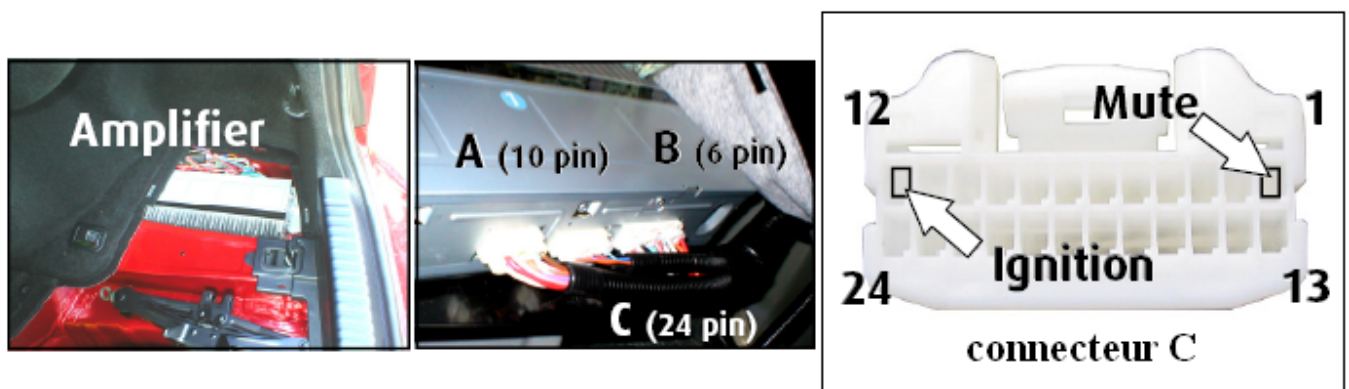 Amplifier
A (10 pin)
B (6 pin)
C (24 pin)
12
Mute
1
Ignition
24
13
connecteur C